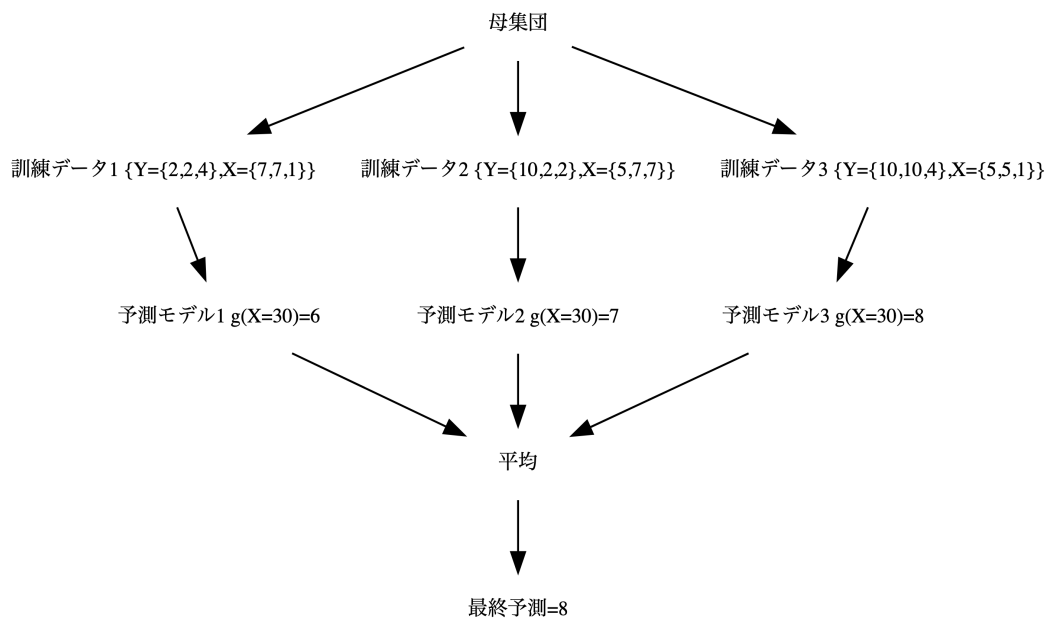 母集団
訓練データ1 {Y={2,2,4},X={7,7,1}}
訓練データ2 {Y={10,2,2},X={5,7,7}}
訓練データ3 {Y={10,10,4},X={5,5,1}}
予測モデル1 g(X=30)=6
予測モデル2 g(X=30)=7
予測モデル3 g(X=30)=8
平均
最終予測=8